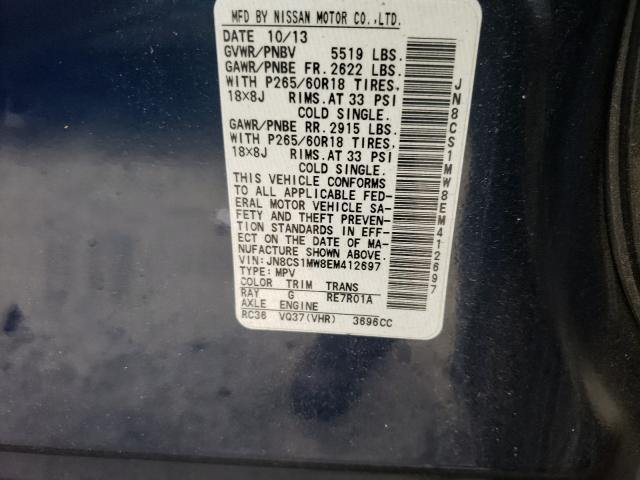 MFD BY NISSAN MOTOR CO.,LTD.
DATE 10/13
GVWR/PNBV 5519 LBS.
GAWR/PNBE FR. 2622 LBS.
WITH P265/60R18 TIRES,
18×8J RIMS.AT 33 PSI
COLD SINGLE.
GAWR/PNBE RR. 2915 LBS.
WITH P265/60R18 TIRES,
18×8J RIMS.AT 33 PSI
COLD SINGLE.
THIS VEHICLE CONFORMS
TO ALL APPLICABLE FED-
ERAL MOTOR VEHICLE SA-
FETY AND THEFT PREVEN-
TION STANDARDS IN EFF-
ECT ON THE DATE OF MA-
NUFACTURE SHOWN ABOVE.
VIN: JN8CS1MW8EM412697
TYPE: MPV
COLOR TRIM TRANS
RAY G RE7R01A
AXLE ENGINE
RC36 VQ37(VHR) 3696CC
JN8CS1MW8EM412697